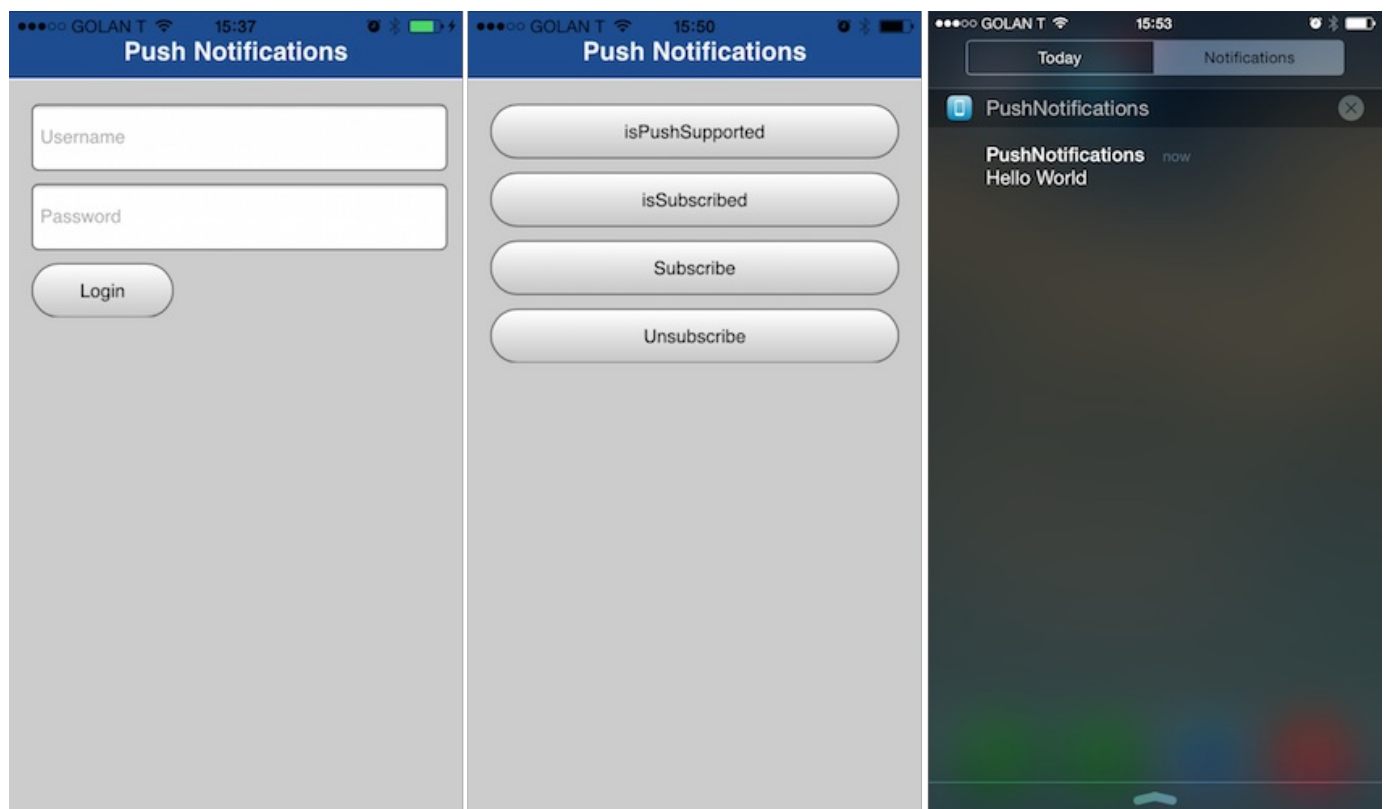 GOLAN T 15:37
Push Notifications
Username
Password
Login
GOLAN T 15:50
Push Notifications
isPushSupported
isSubscribed
Subscribe
Unsubscribe
GOLAN T 15:53
Today Notifications
PushNotifications
PushNotifications now
Hello World